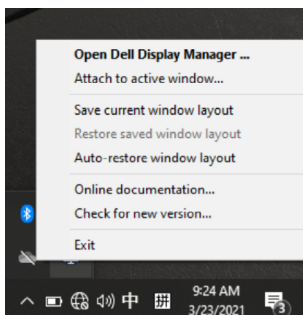 Open Dell Display Manager ...
Attach to active window...
Save current window layout
Restore saved window layout
Auto-restore window layout
Online documentation...
Check for new version...
Exit
中 拼 9:24 AM
3/23/2021
3